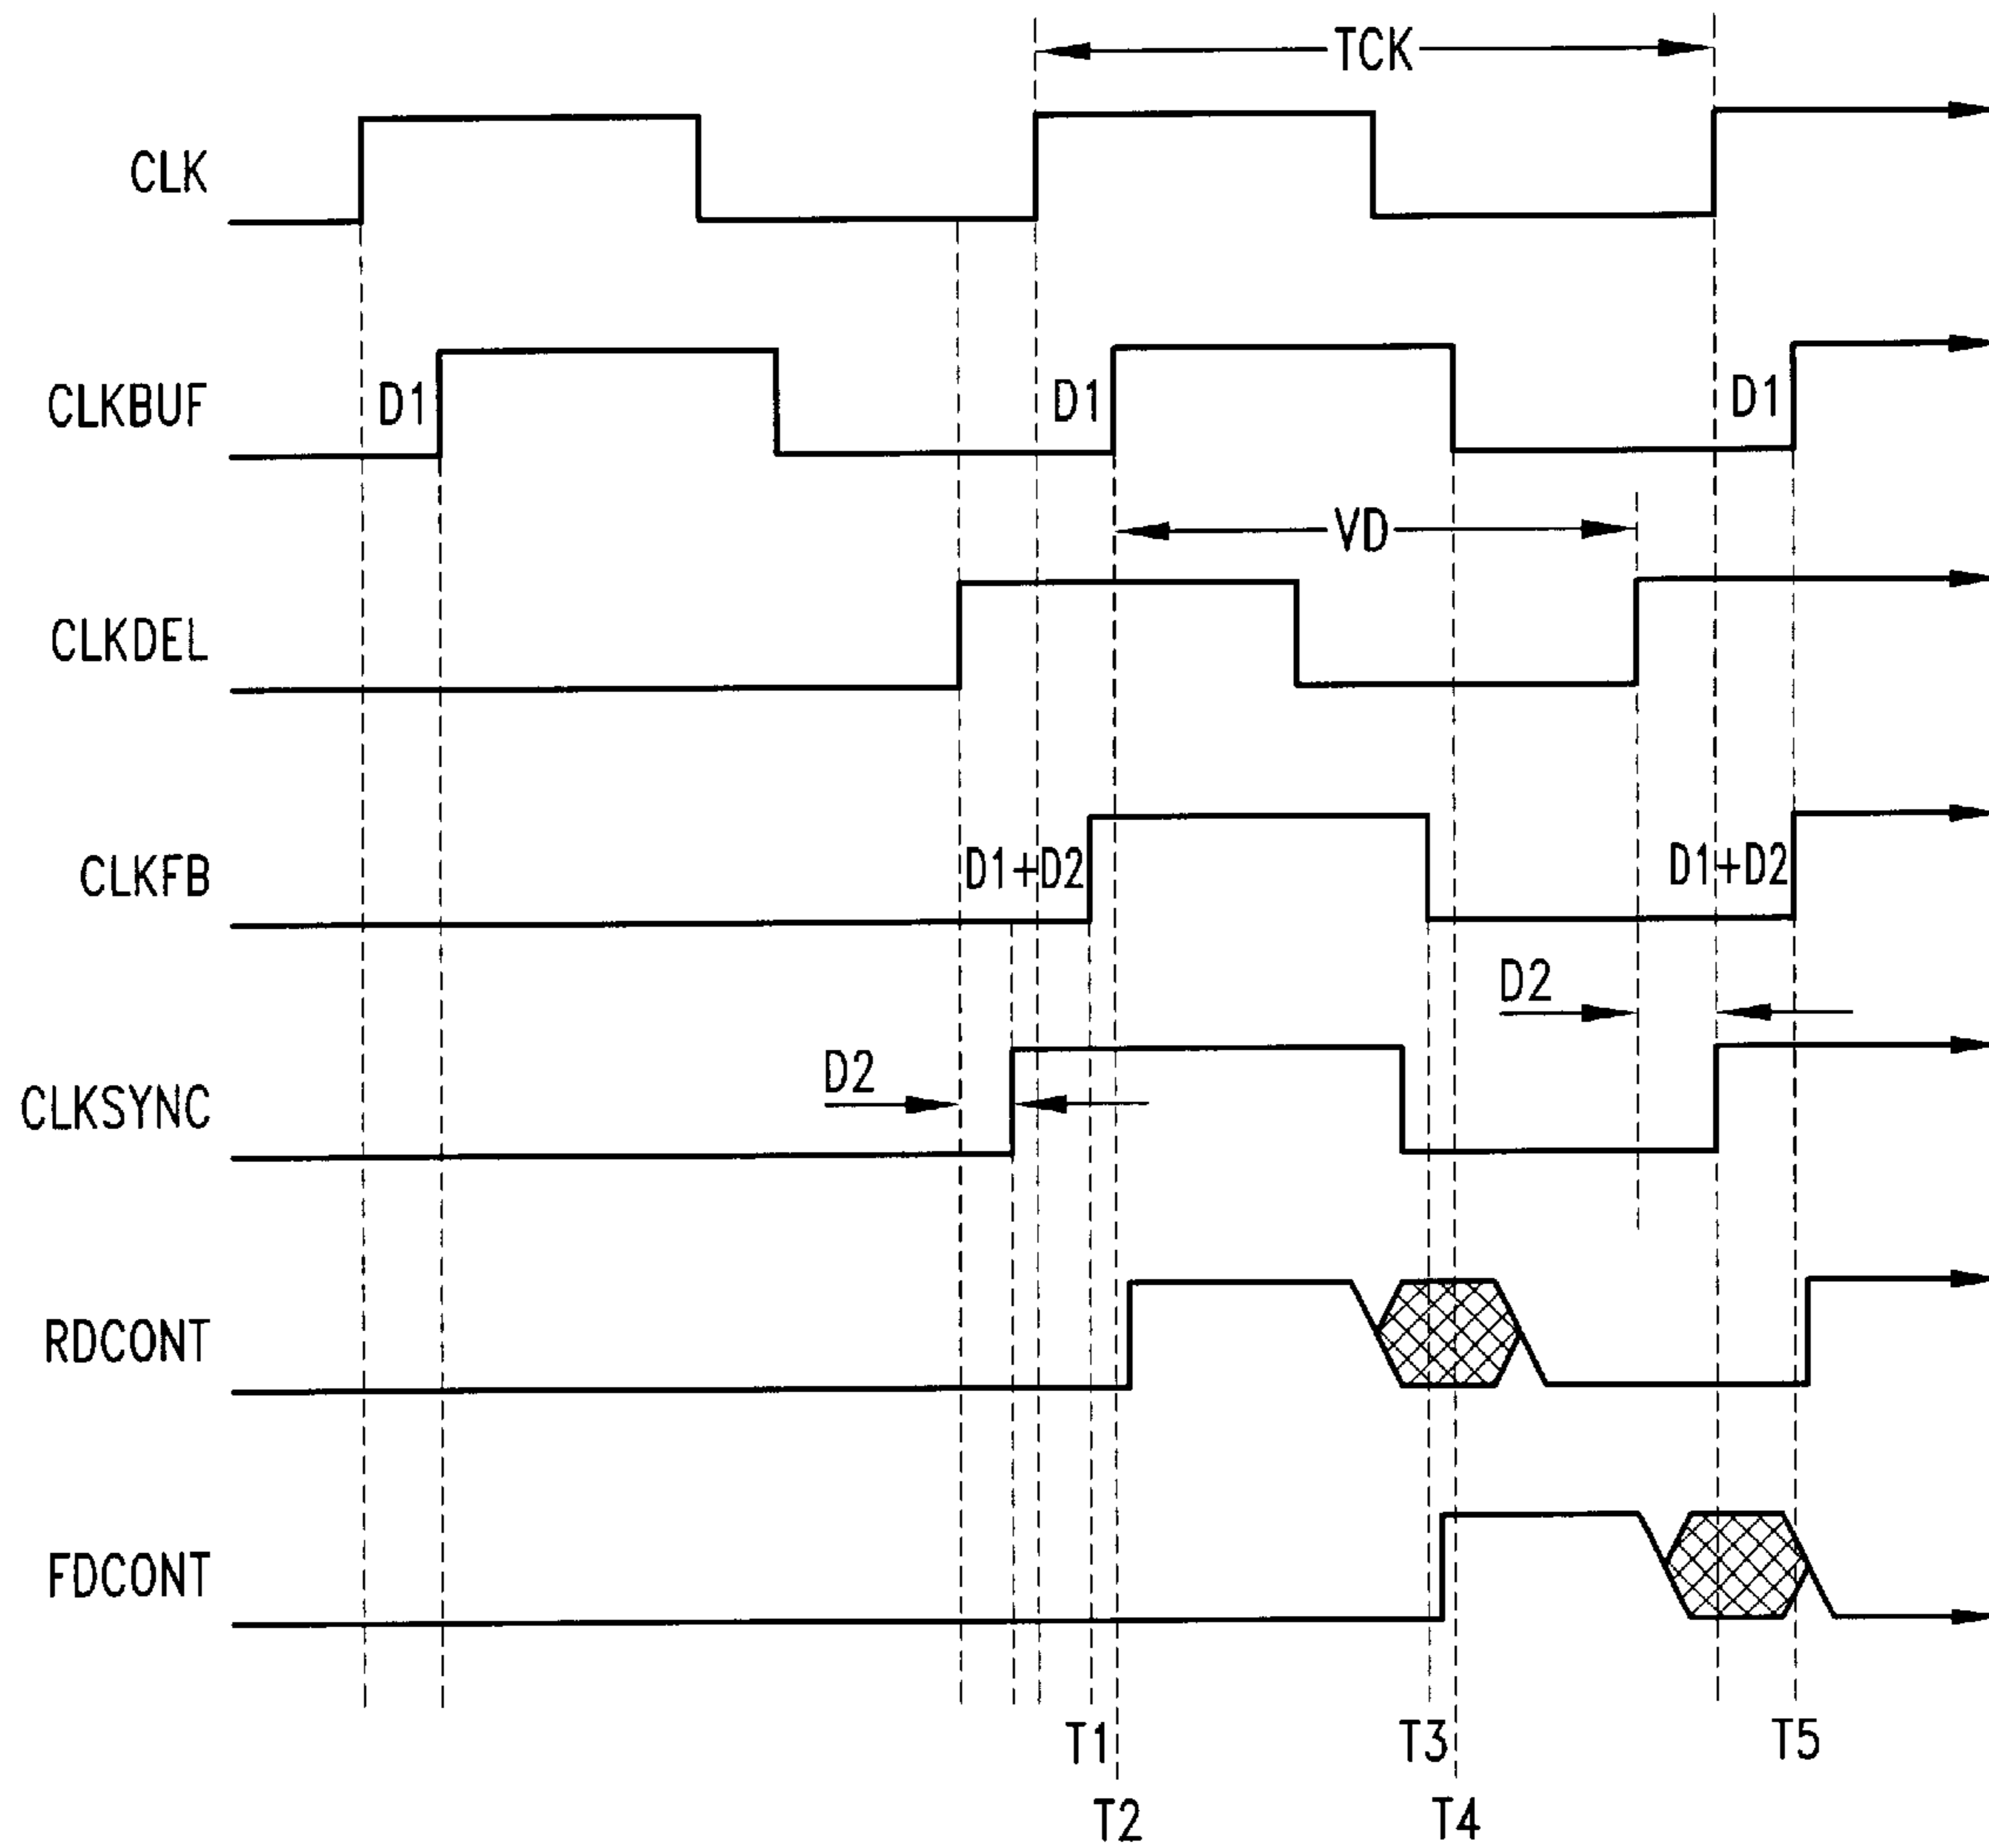 TCK
CLK
CLKBUF D1 D1 D1
VD
CLKDEL
CLKFB D1+D2 D1+D2
D2
D2
CLKSYNC
RDCONT
FDCONT
T1 T3 T5
T2 T4